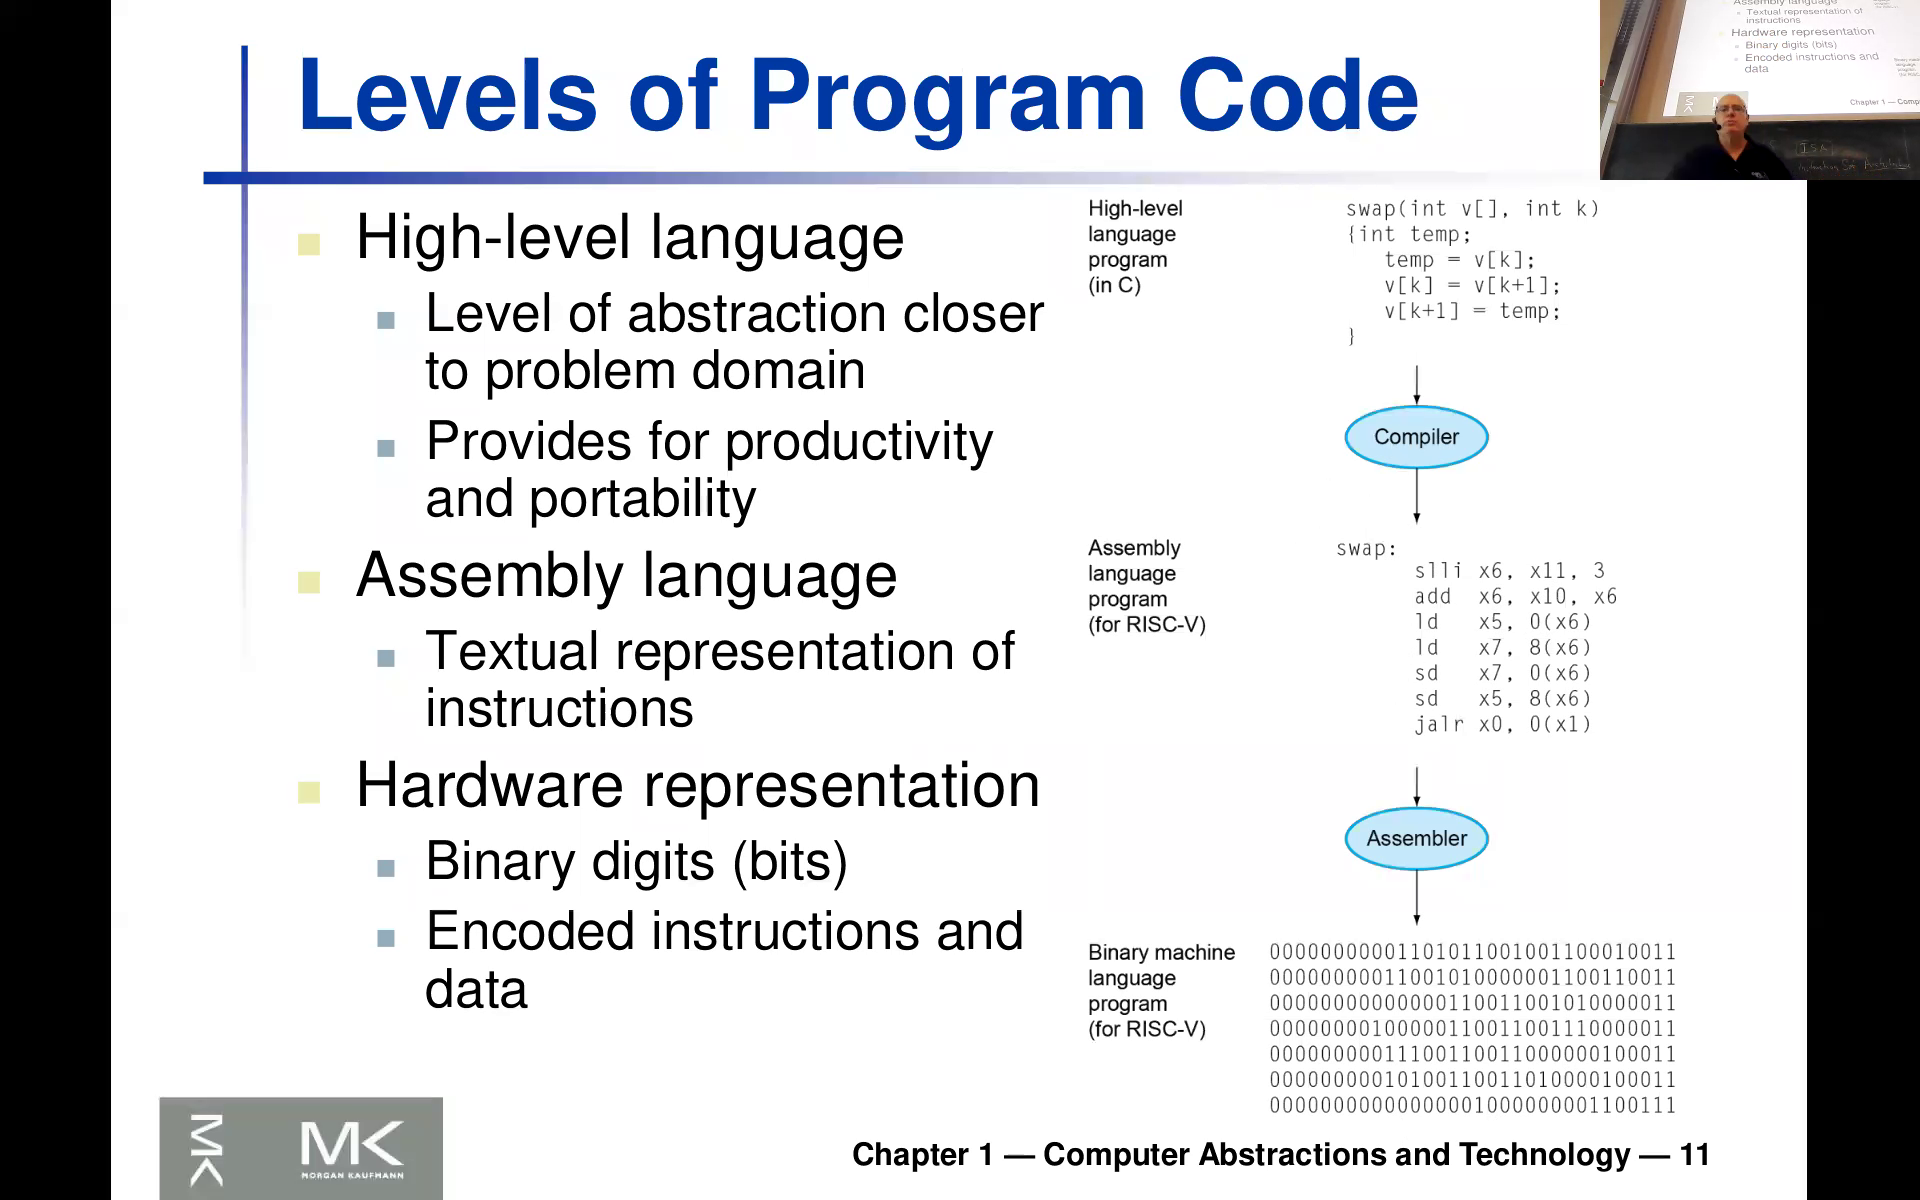 Levels of Program Code
High-level language
Level of abstraction closer
to problem domain
Provides for productivity
and portability
Assembly language
Textual representation of
instructions
Hardware representation
Binary digits (bits)
Encoded instructions and
data
High-level
language
program
(in C)
swap(int v[], int k)
{int temp;
temp = v[k];
v[k] = v[k+1];
v[k+1] = temp;
}
Compiler
Assembly
language
program
(for RISC-V)
swap:
slli x6, x11, 3
add x6, x10, x6
ld x5, 0(x6)
ld x7, 8(x6)
sd x7, 0(x6)
sd x5, 8(x6)
jalr x0, 0(x1)
Assembler
Binary machine
language
program
(for RISC-V)
00000000001101011001001100010011
00000000011001010000001100110011
00000000000000110011001010000011
00000000100000110011001110000011
00000000011100110011000000100011
00000000010100110011010000100011
00000000000000001000000001100111
MK
MK
MORGAN KAUFMANN
Chapter 1 — Computer Abstractions and Technology — 11
Assembly language
Textual representation of
instructions
Hardware representation
Binary digits (bits)
Encoded instructions and
data
Chapter 1 — Comp
ISA
Instruction Set Architecture